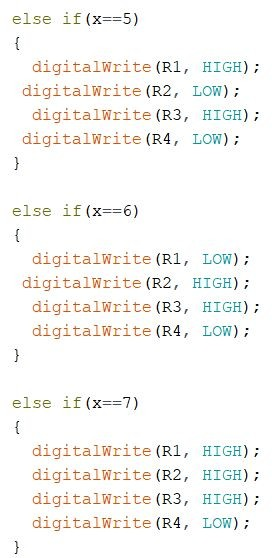 else if(x==5)
{
  digitalWrite(R1, HIGH);
 digitalWrite(R2, LOW);
  digitalWrite(R3, HIGH);
 digitalWrite(R4, LOW);
}

else if(x==6)
{
  digitalWrite(R1, LOW);
 digitalWrite(R2, HIGH);
  digitalWrite(R3, HIGH);
  digitalWrite(R4, LOW);
}

else if(x==7)
{
  digitalWrite(R1, HIGH);
  digitalWrite(R2, HIGH);
  digitalWrite(R3, HIGH);
  digitalWrite(R4, LOW);
}